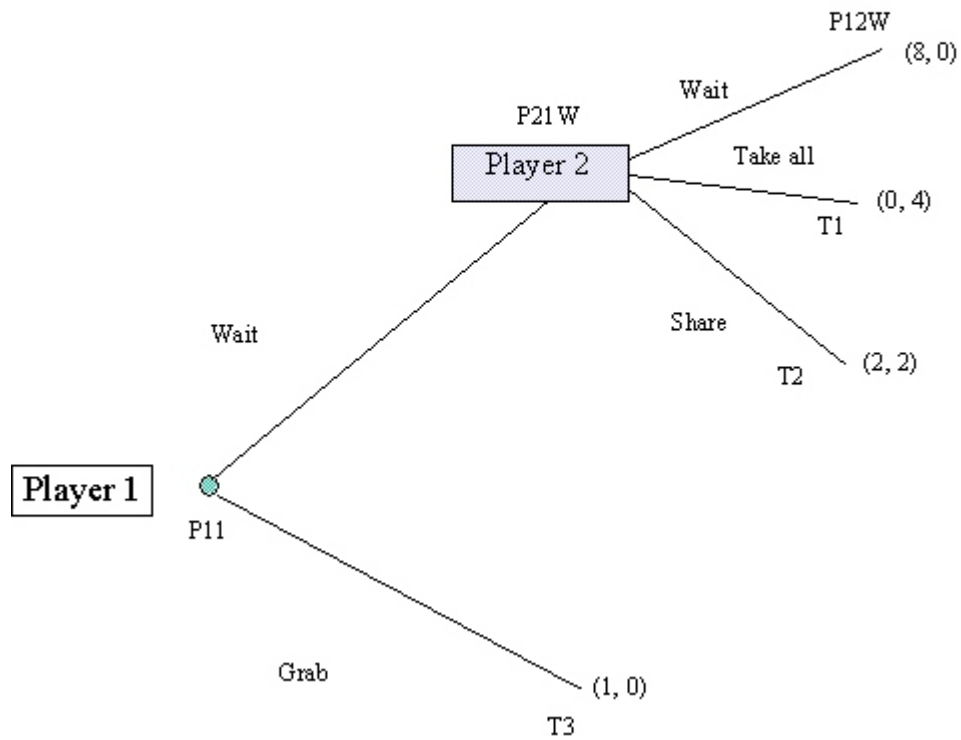 P12W
(8, 0)
Wait
P21W
Player 2
Take all
(0, 4)
T1
Share
(2, 2)
T2
Wait
Player 1
P11
Grab
(1, 0)
T3